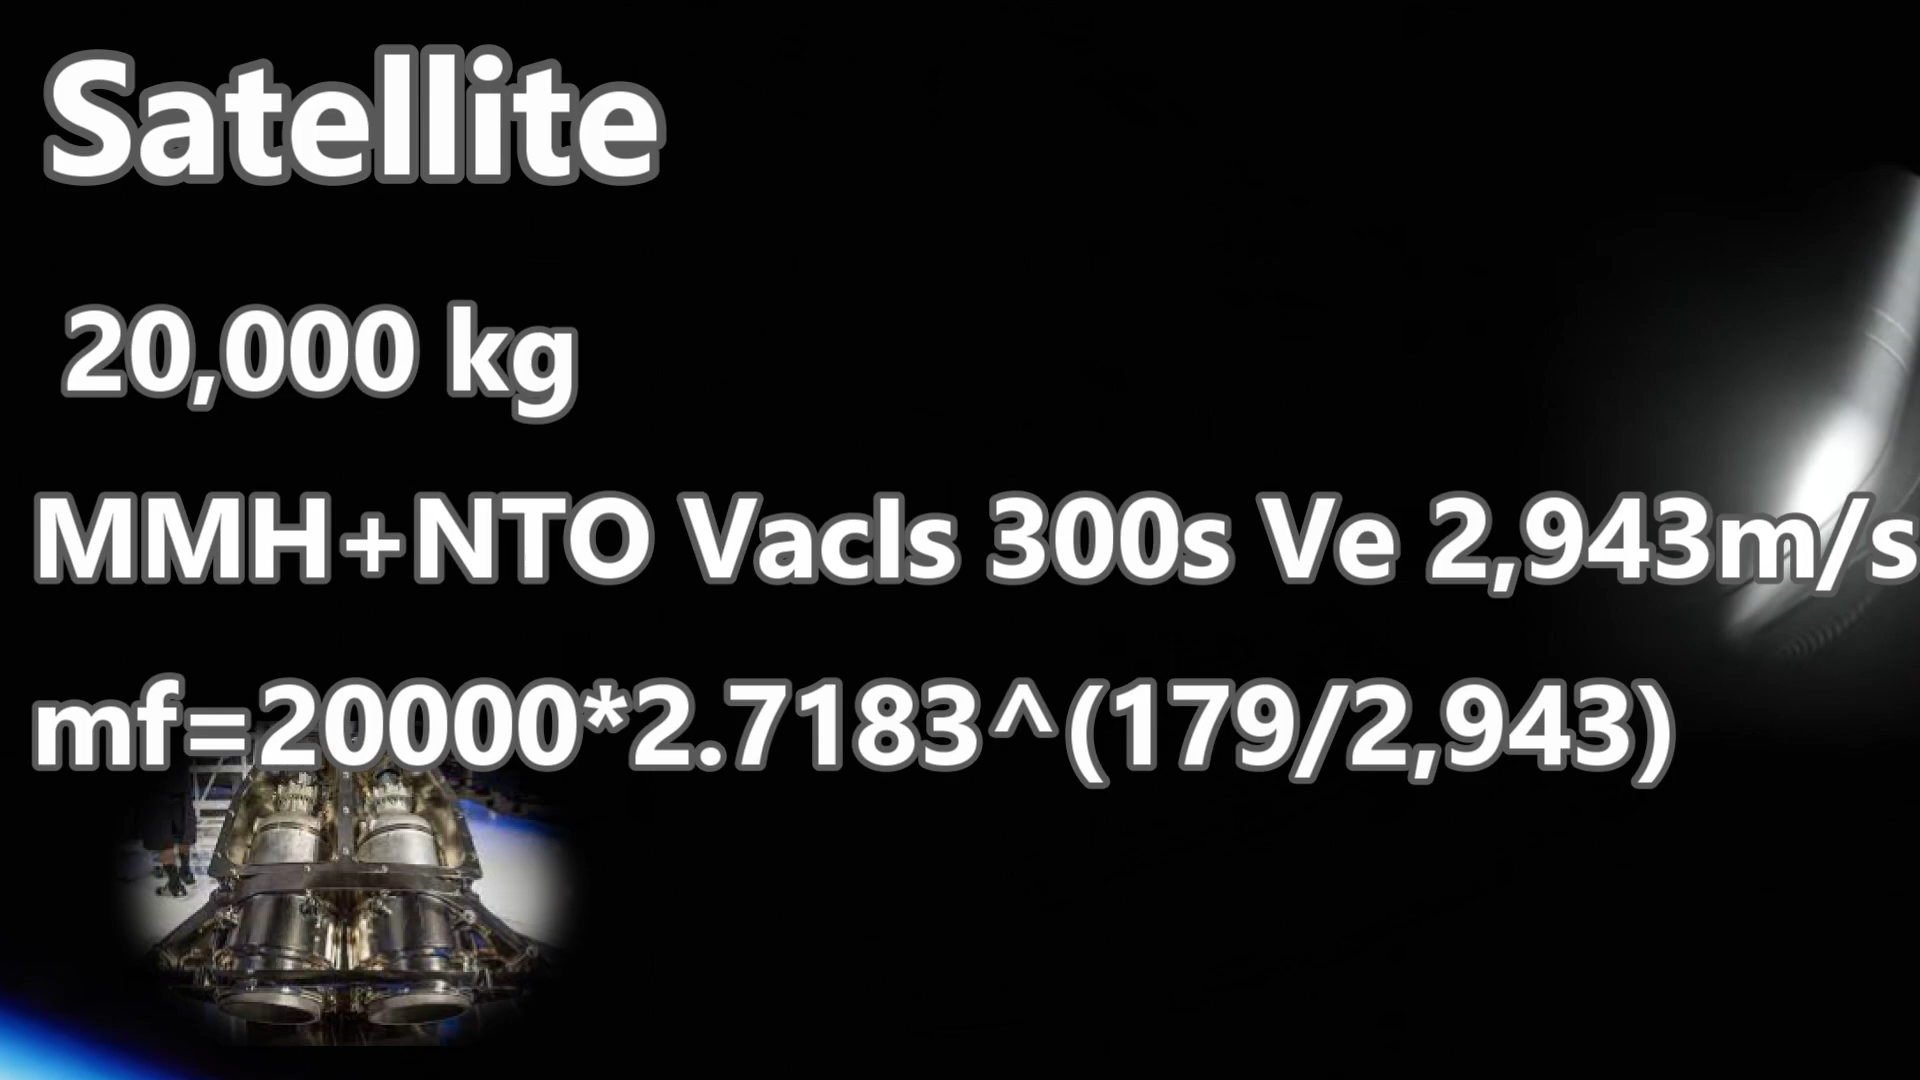 Satellite
20,000 kg
MMH+NTO VacIs 300s Ve 2,943m/s
mf=20000*2.7183^(179/2,943)